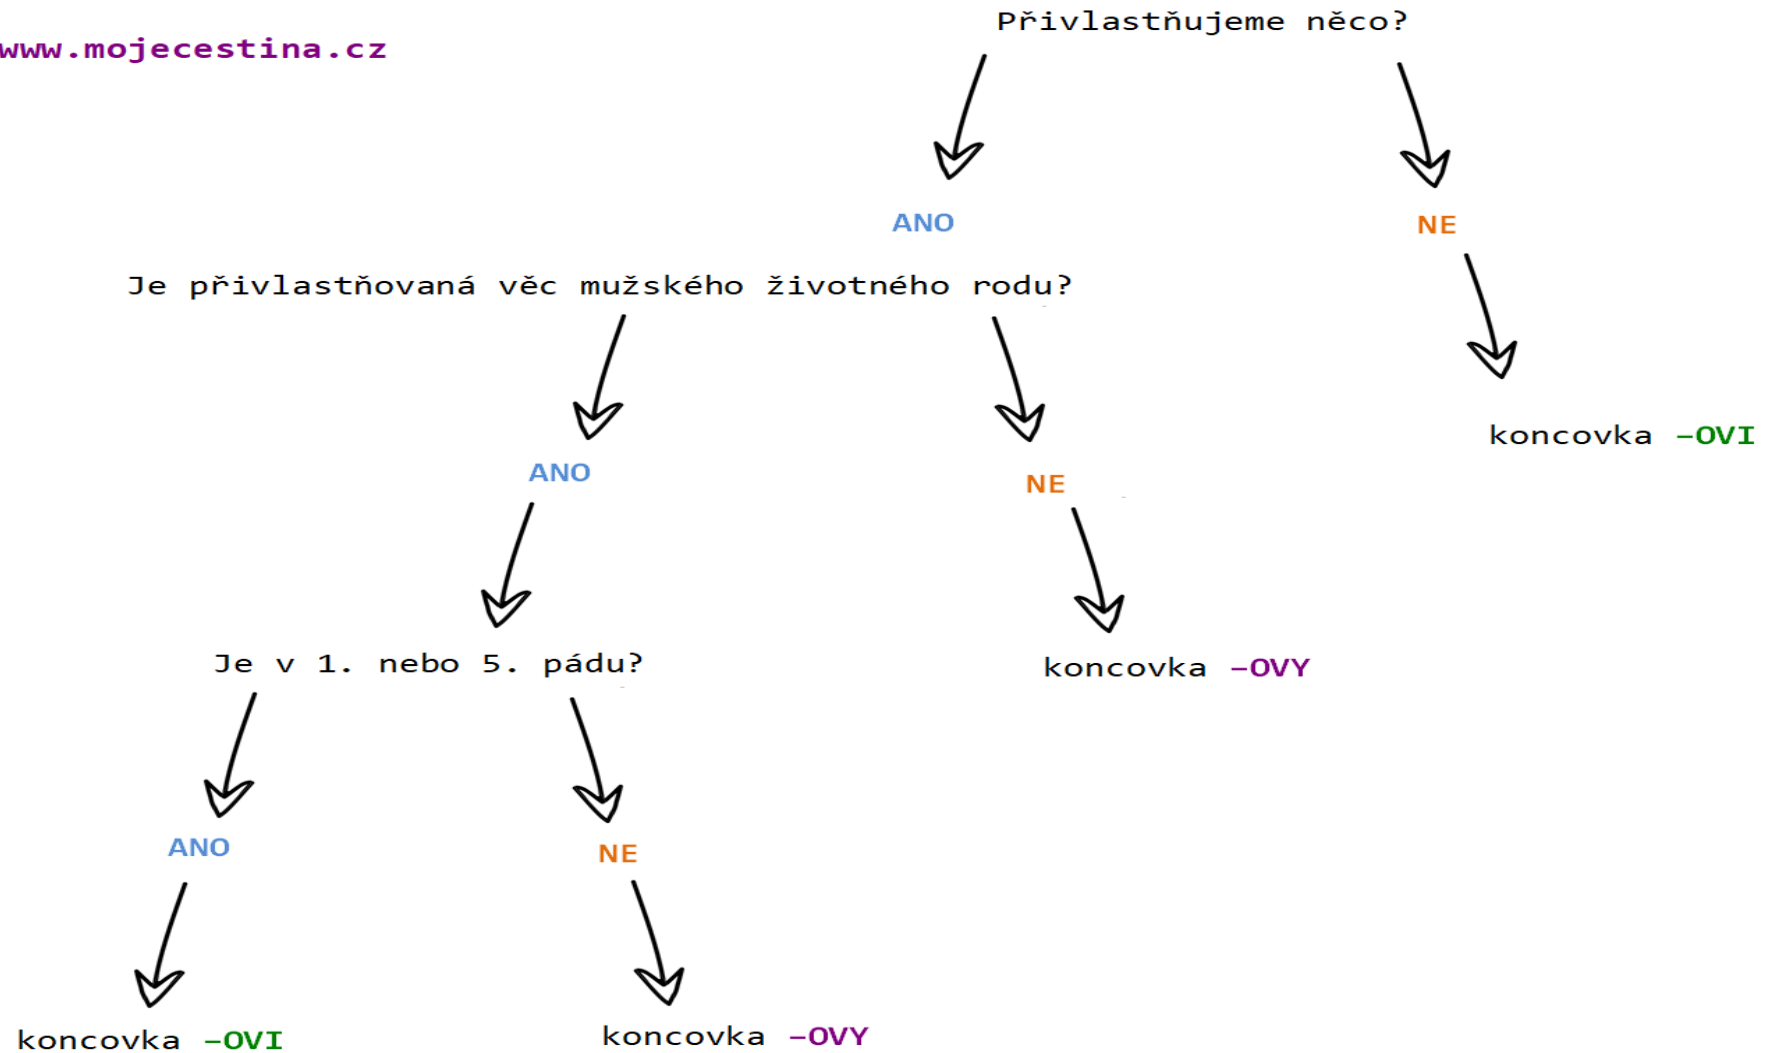 Přivlastňujeme něco?
www.mojecestina.cz
ANO
NE
Je přivlastňovaná věc mužského životného rodu?
koncovka –OVI
ANO
NE
Je v 1. nebo 5. pádu?
koncovka –OVY
ANO
NE
koncovka –OVI
koncovka –OVY